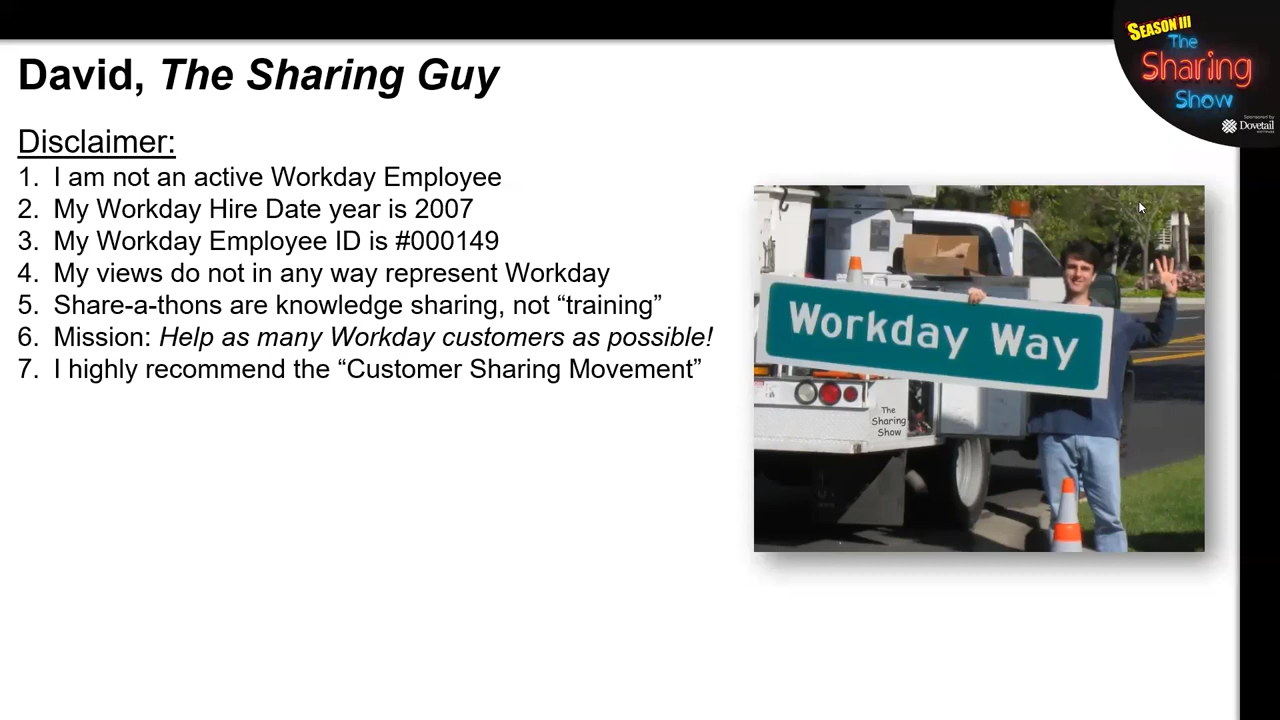 David, The Sharing Guy
Disclaimer:
1. I am not an active Workday Employee
2. My Workday Hire Date year is 2007
3. My Workday Employee ID is #000149
4. My views do not in any way represent Workday
5. Share-a-thons are knowledge sharing, not “training”
6. Mission: Help as many Workday customers as possible!
7. I highly recommend the “Customer Sharing Movement”
SEASON III
The
Sharing
Show
Sponsored by
Dovetail
SOFTWARE
Workday Way
The
Sharing
Show